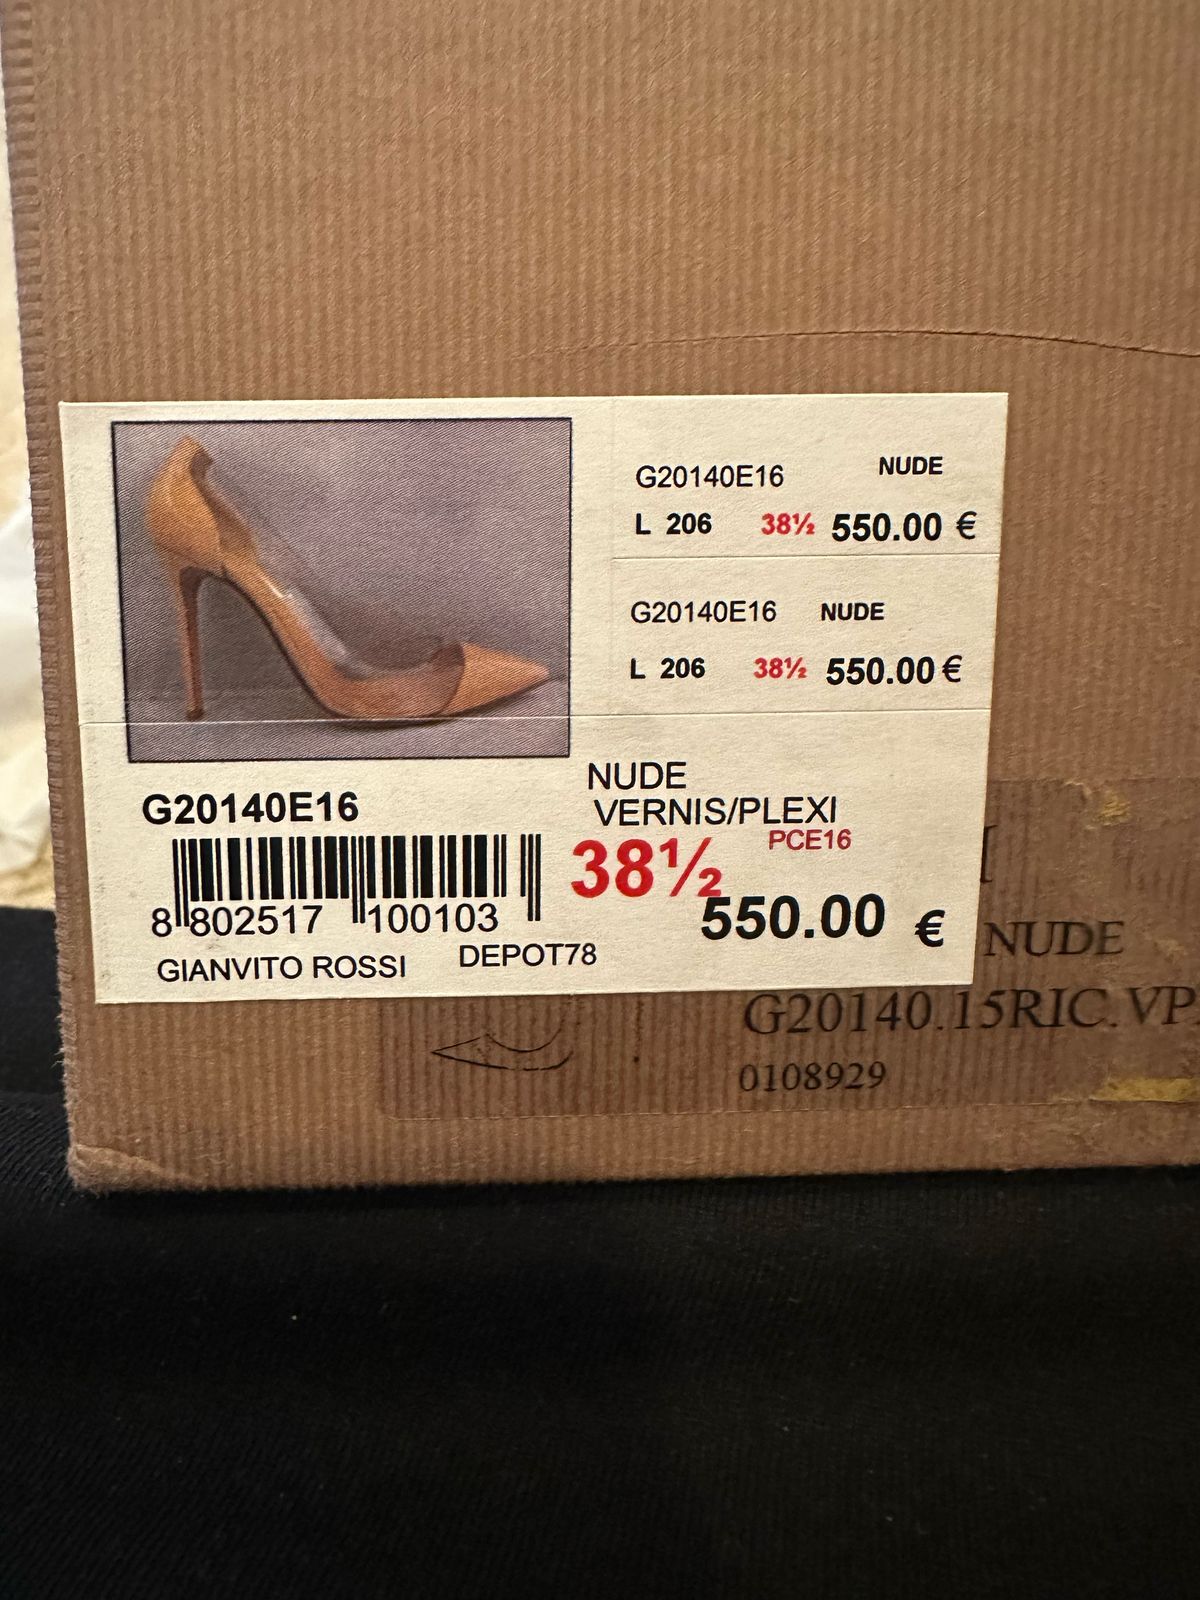 G20140E16 NUDE
L 206 38½ 550.00 €
G20140E16 NUDE
L 206 38½ 550.00 €
NUDE
VERNIS/PLEXI
G20140E16
PCE16
38½
550.00 €
8 802517 100103
GIANVITO ROSSI DEPOT78
NUDE
G20140.15RIC.VP
0108929